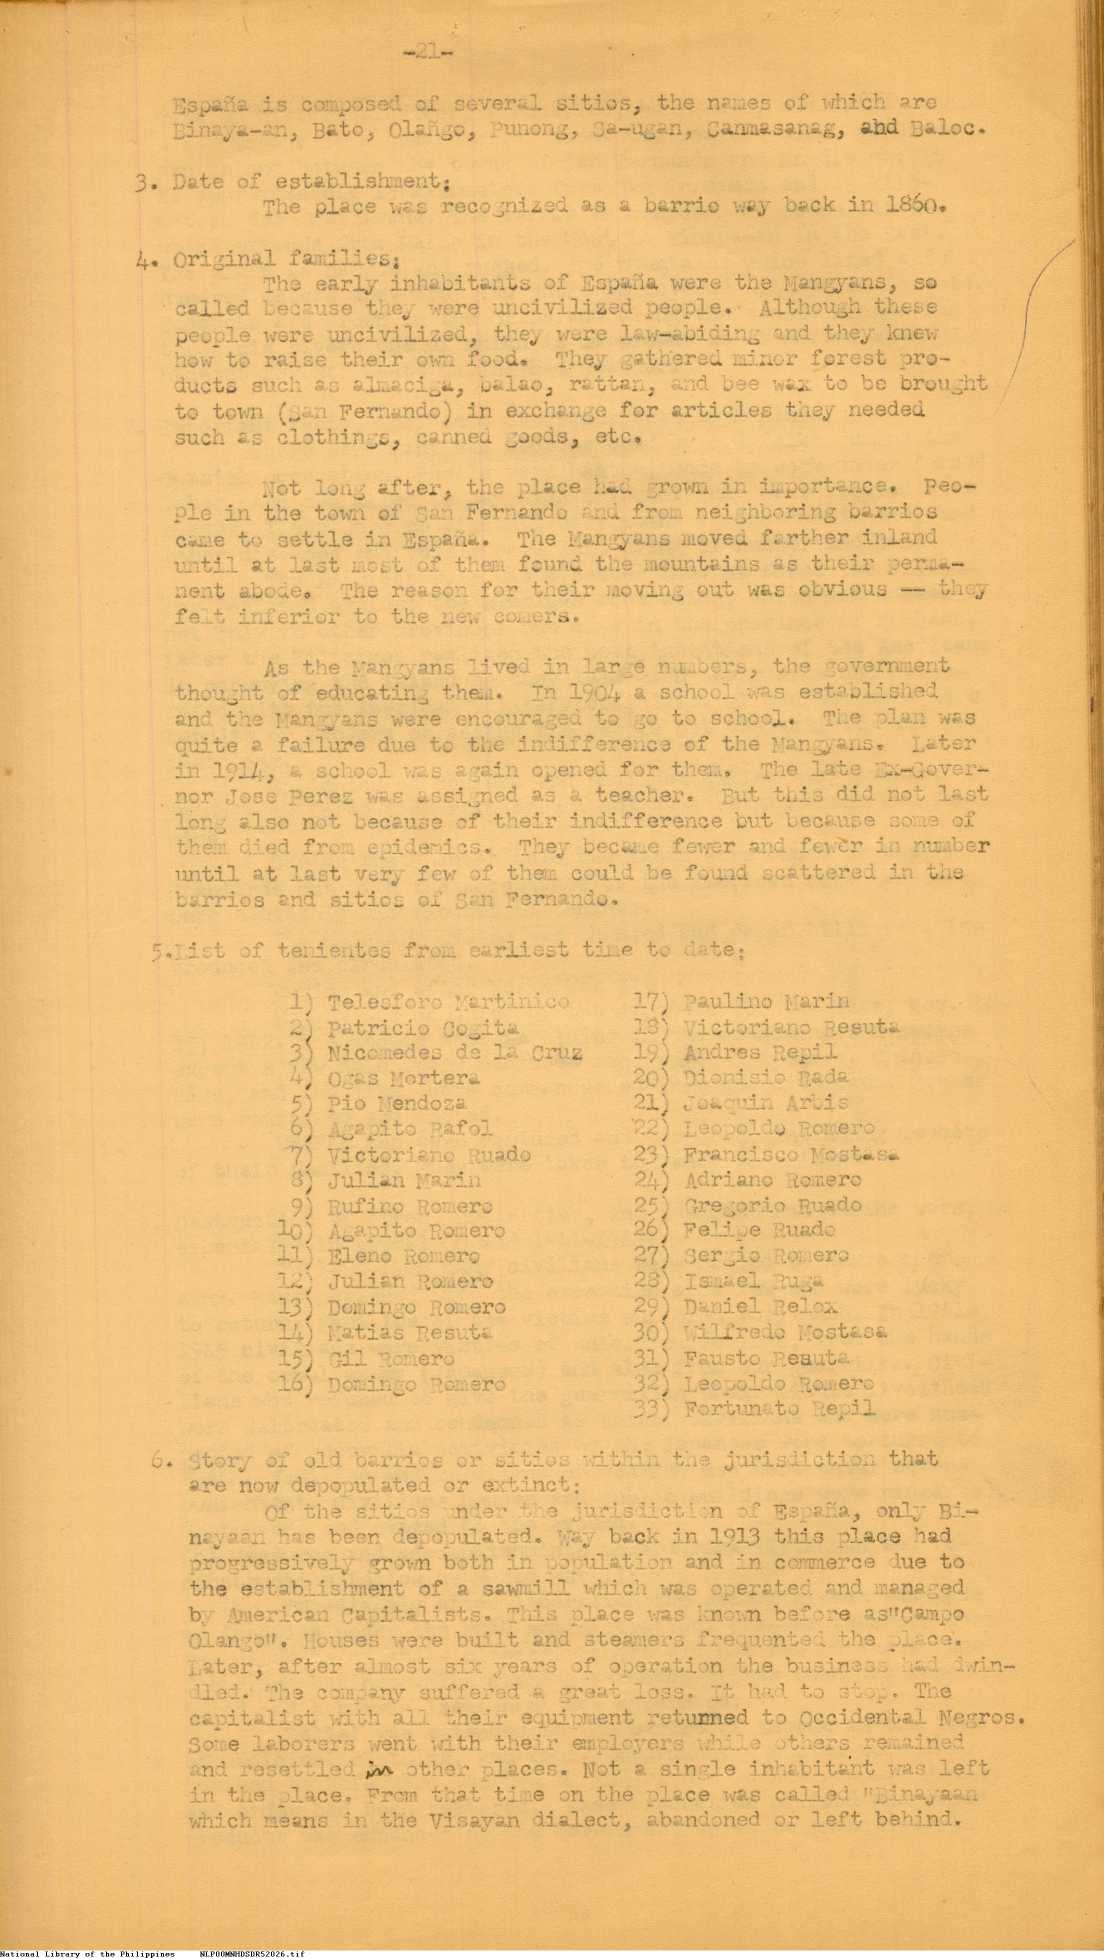 -21-
España is composed of several sitios, the names of which are
Binaya-an, Bato, Olango, Punong, Ca-ugan, Canmasanag, and Baloc.
3. Date of establishment:
The place was recognized as a barrio way back in 1860.
4. Original families:
The early inhabitants of España were the Mangyans, so
called because they were uncivilized people. Although these
people were uncivilized, they were law-abiding and they knew
how to raise their own food. They gathered minor forest pro-
ducts such as almaciga, balao, rattan, and bee wax to be brought
to town (San Fernando) in exchange for articles they needed
such as clothings, canned goods, etc.
Not long after, the place had grown in importance. Peo-
ple in the town of San Fernando and from neighboring barrios
came to settle in España. The Mangyans moved farther inland
until at last most of them found the mountains as their perma-
nent abode. The reason for their moving out was obvious -- they
felt inferior to the new comers.
As the Mangyans lived in large numbers, the government
thought of educating them. In 1904 a school was established
and the Mangyans were encouraged to go to school. The plan was
quite a failure due to the indifference of the Mangyans. Later
in 1914, a school was again opened for them. The late Ex-Gover-
nor Jose Perez was assigned as a teacher. But this did not last
long also not because of their indifference but because some of
them died from epidemics. They became fewer and fewer in number
until at last very few of them could be found scattered in the
barrios and sitios of San Fernando.
5. List of tenientes from earliest time to date:
1) Telesforo Martinico 17) Paulino Marin
2) Patricio Cogita 18) Victoriano Resuta
3) Nicomedes de la Cruz 19) Andres Repil
4) Ogas Mortera 20) Dionisio Rada
5) Pio Mendoza 21) Joaquin Arbis
6) Agapito Rafol 22) Leopoldo Romero
7) Victoriano Ruado 23) Francisco Mostasa
8) Julian Marin 24) Adriano Romero
9) Rufino Romero 25) Gregorio Ruado
10) Agapito Romero 26) Felipe Ruado
11) Eleno Romero 27) Sergio Romero
12) Julian Romero 28) Ismael Ruga
13) Domingo Romero 29) Daniel Relox
14) Matias Resuta 30) Wilfredo Mostasa
15) Gil Romero 31) Fausto Resuta
16) Domingo Romero 32) Leopoldo Romero
33) Fortunato Repil
6. Story of old barrios or sitios within the jurisdiction that
are now depopulated or extinct:
Of the sitios under the jurisdiction of España, only Bi-
nayaan has been depopulated. Way back in 1913 this place had
progressively grown both in population and in commerce due to
the establishment of a sawmill which was operated and managed
by American Capitalists. This place was known before as"Campo
Olango". Houses were built and steamers frequented the place.
Later, after almost six years of operation the business had dwin-
dled. The company suffered a great loss. It had to stop. The
capitalist with all their equipment returned to Occidental Negros.
Some laborers went with their employers while others remained
and resettled in other places. Not a single inhabitant was left
in the place. From that time on the place was called "Binayaan
which means in the Visayan dialect, abandoned or left behind.
National Library of the Philippines NLPOOMNHDSDR52026.tif